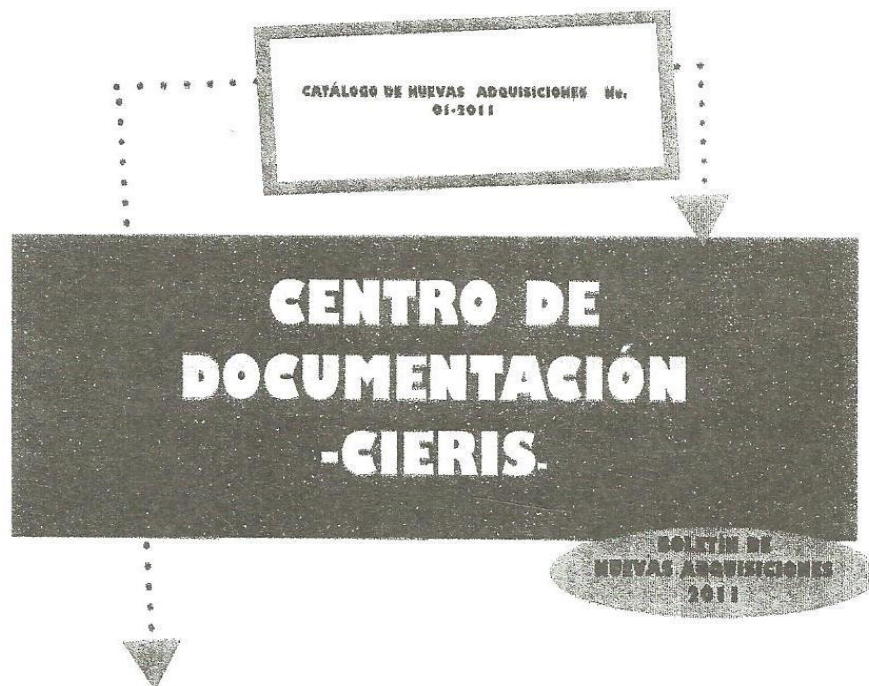 CATÁLOGO DE NUEVAS ADQUISICIONES No.
01-2011
CENTRO DE
DOCUMENTACIÓN
-CIERIS-
BOLETÍN DE
NUEVAS ADQUISICIONES
2011